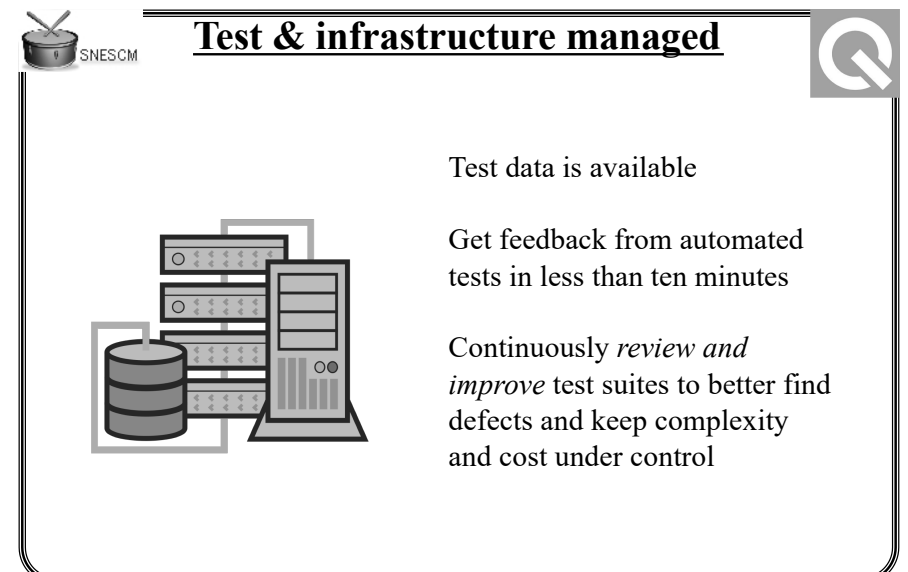 SNESCM
Test & infrastructure managed
Test data is available
Get feedback from automated
tests in less than ten minutes
Continuously review and
improve test suites to better find
defects and keep complexity
and cost under control